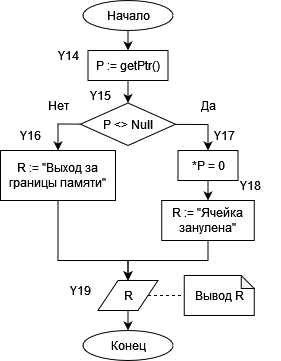 Начало
Y14
P := getPtr()
Y15
Нет
P <> Null
Да
Y16
Y17
R := "Выход за
границы памяти"
*P = 0
Y18
R := "Ячейка
занулена"
Y19
R
Вывод R
Конец